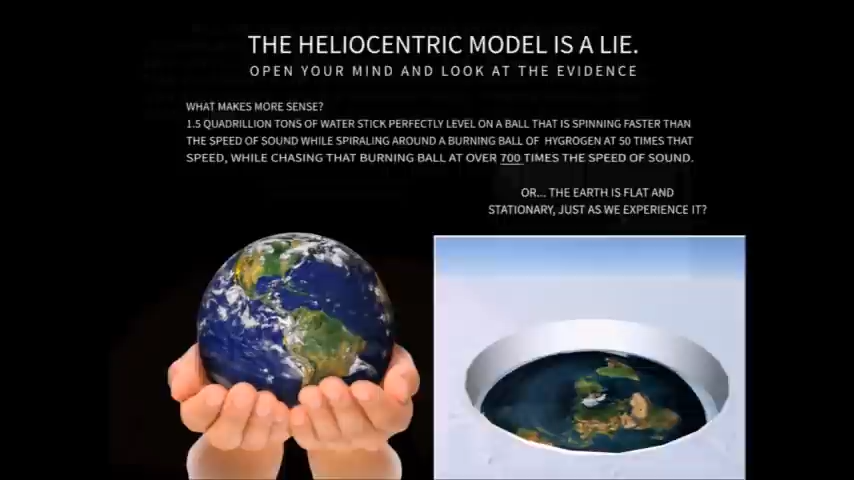 THE HELIOCENTRIC MODEL IS A LIE.
OPEN YOUR MIND AND LOOK AT THE EVIDENCE
WHAT MAKES MORE SENSE?
1.5 QUADRILLION TONS OF WATER STICK PERFECTLY LEVEL ON A BALL THAT IS SPINNING FASTER THAN
THE SPEED OF SOUND WHILE SPIRALING AROUND A BURNING BALL OF HYGROGEN AT 50 TIMES THAT
SPEED, WHILE CHASING THAT BURNING BALL AT OVER 700 TIMES THE SPEED OF SOUND.
OR... THE EARTH IS FLAT AND
STATIONARY, JUST AS WE EXPERIENCE IT?